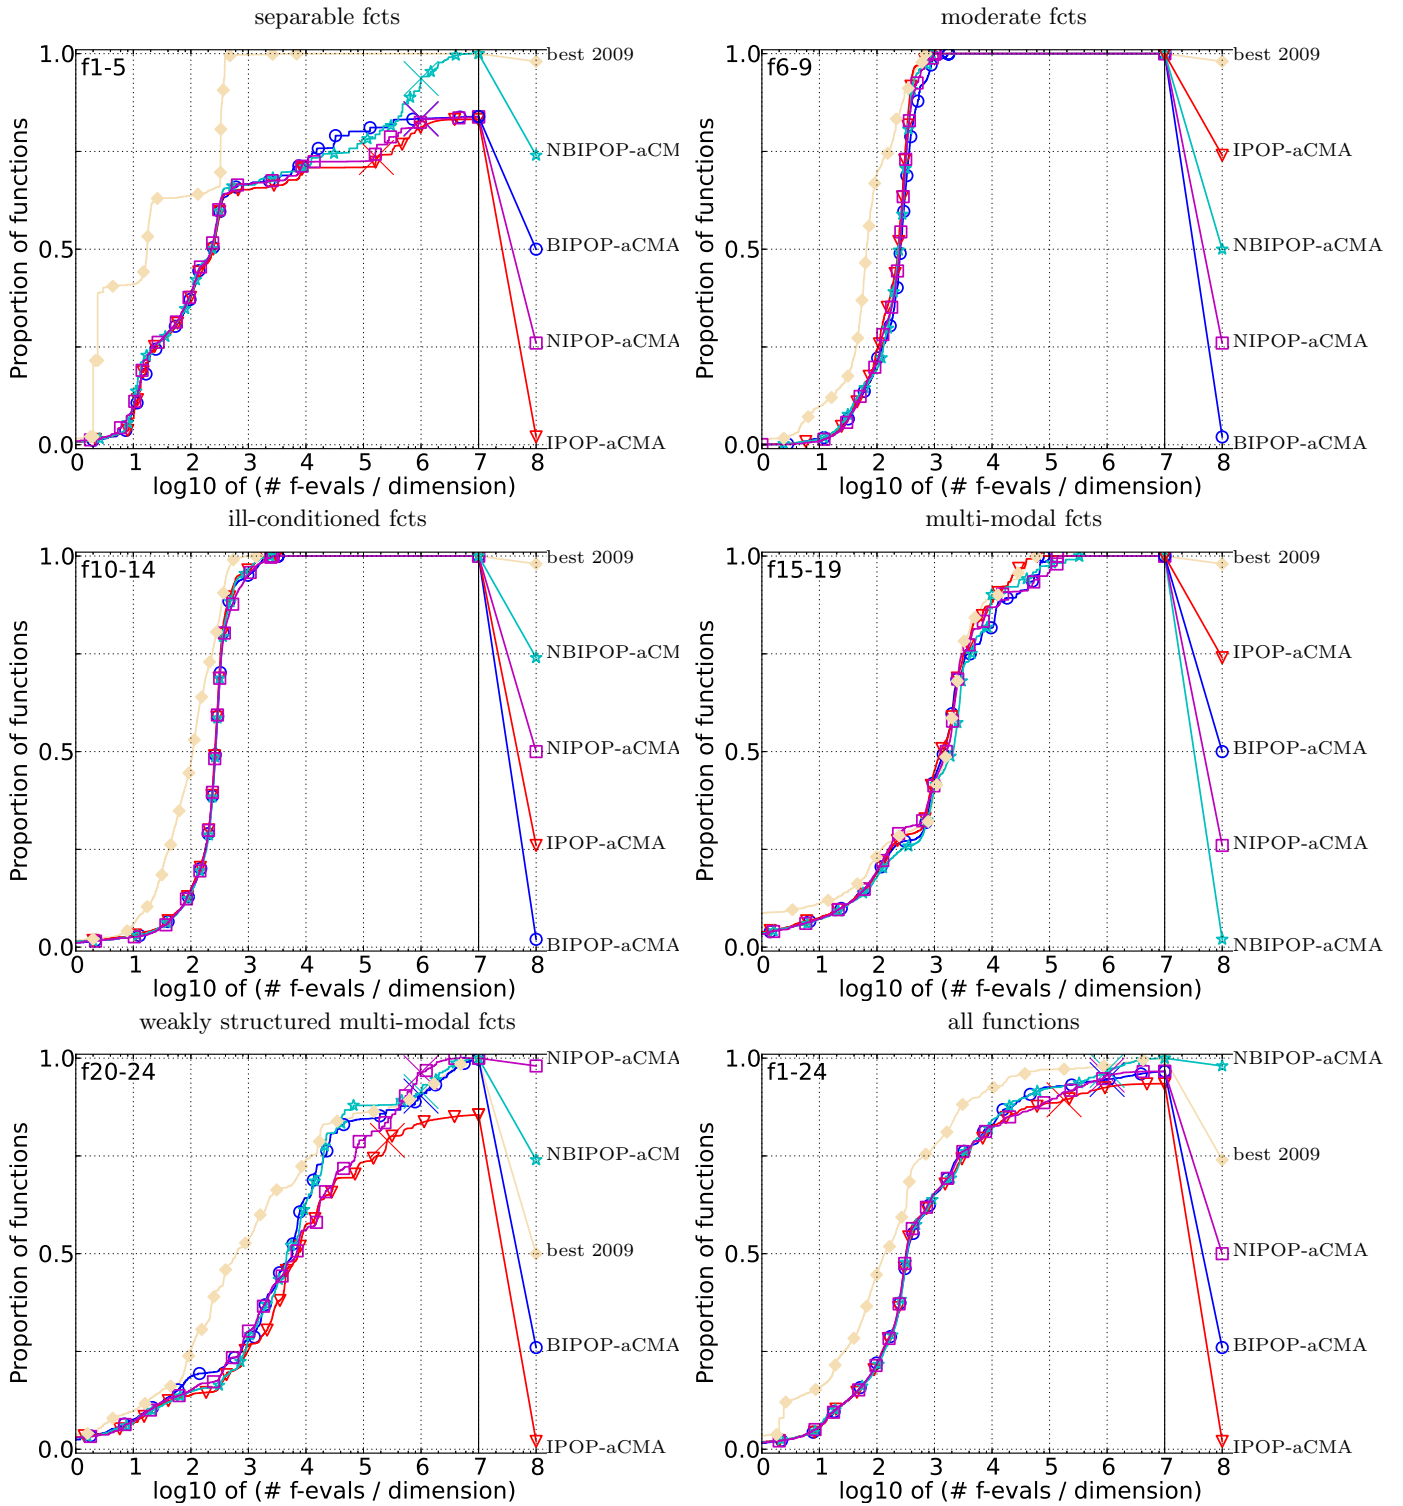 separable fcts
f1-5
Proportion of functions
1.0
0.5
0.0
0 1 2 3 4 5 6 7 8
log10 of (# f-evals / dimension)
best 2009
NBIPOP-aCM
BIPOP-aCMA
NIPOP-aCMA
IPOP-aCMA
moderate fcts
f6-9
Proportion of functions
1.0
0.5
0.0
0 1 2 3 4 5 6 7 8
log10 of (# f-evals / dimension)
best 2009
IPOP-aCMA
NBIPOP-aCMA
NIPOP-aCMA
BIPOP-aCMA
ill-conditioned fcts
f10-14
Proportion of functions
1.0
0.5
0.0
0 1 2 3 4 5 6 7 8
log10 of (# f-evals / dimension)
best 2009
NBIPOP-aCM
NIPOP-aCMA
IPOP-aCMA
BIPOP-aCMA
multi-modal fcts
f15-19
Proportion of functions
1.0
0.5
0.0
0 1 2 3 4 5 6 7 8
log10 of (# f-evals / dimension)
best 2009
IPOP-aCMA
BIPOP-aCMA
NIPOP-aCMA
NBIPOP-aCMA
weakly structured multi-modal fcts
f20-24
Proportion of functions
1.0
0.5
0.0
0 1 2 3 4 5 6 7 8
log10 of (# f-evals / dimension)
NIPOP-aCMA
NBIPOP-aCM
best 2009
BIPOP-aCMA
IPOP-aCMA
all functions
f1-24
Proportion of functions
1.0
0.5
0.0
0 1 2 3 4 5 6 7 8
log10 of (# f-evals / dimension)
NBIPOP-aCMA
best 2009
NIPOP-aCMA
BIPOP-aCMA
IPOP-aCMA